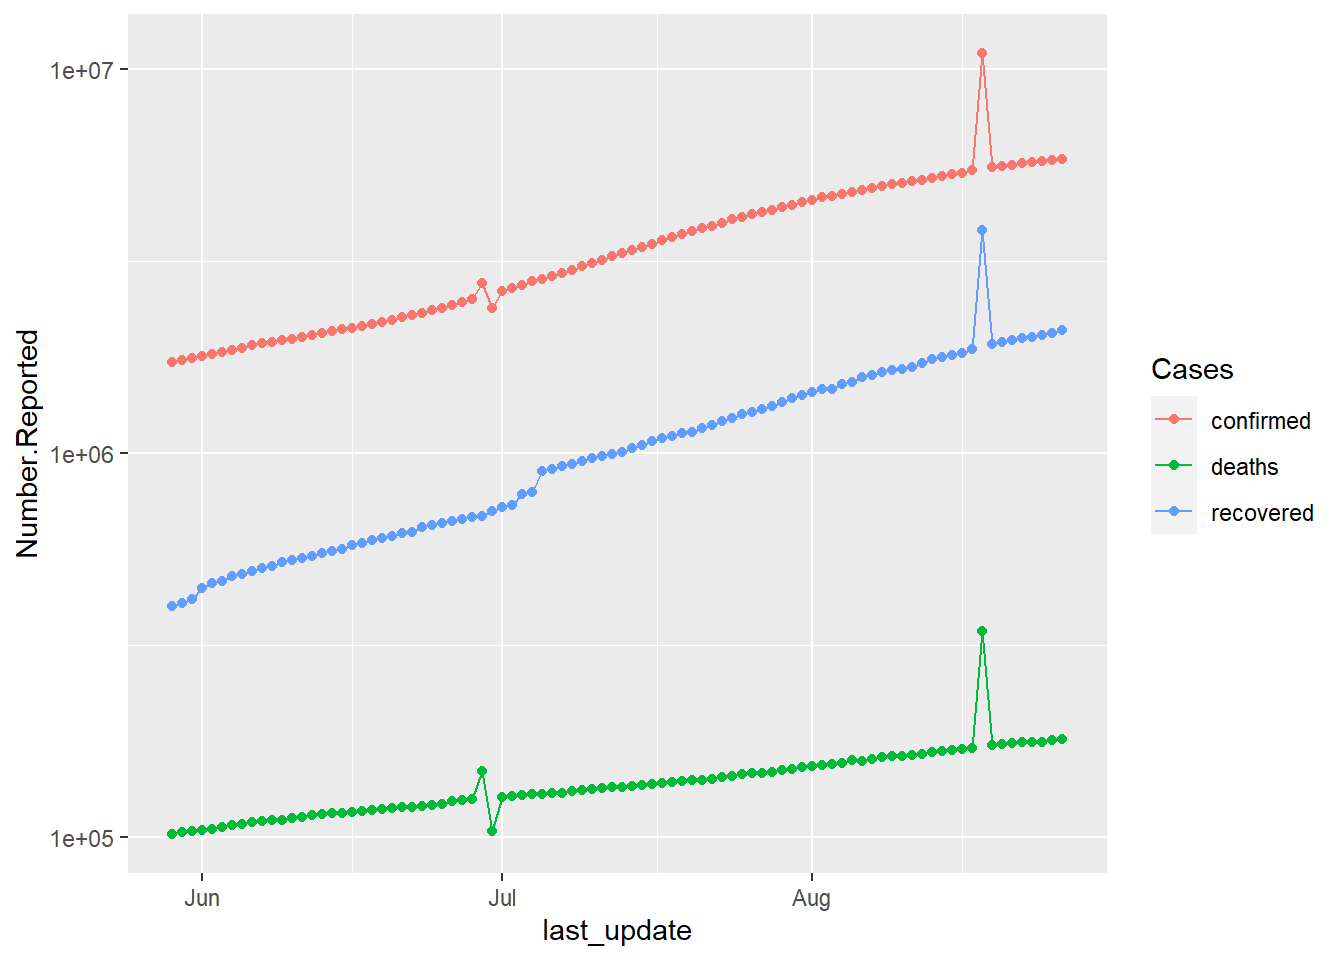 1e+07
1e+06
1e+05
Number.Reported
Jun
Jul
Aug
last_update
Cases
confirmed
deaths
recovered